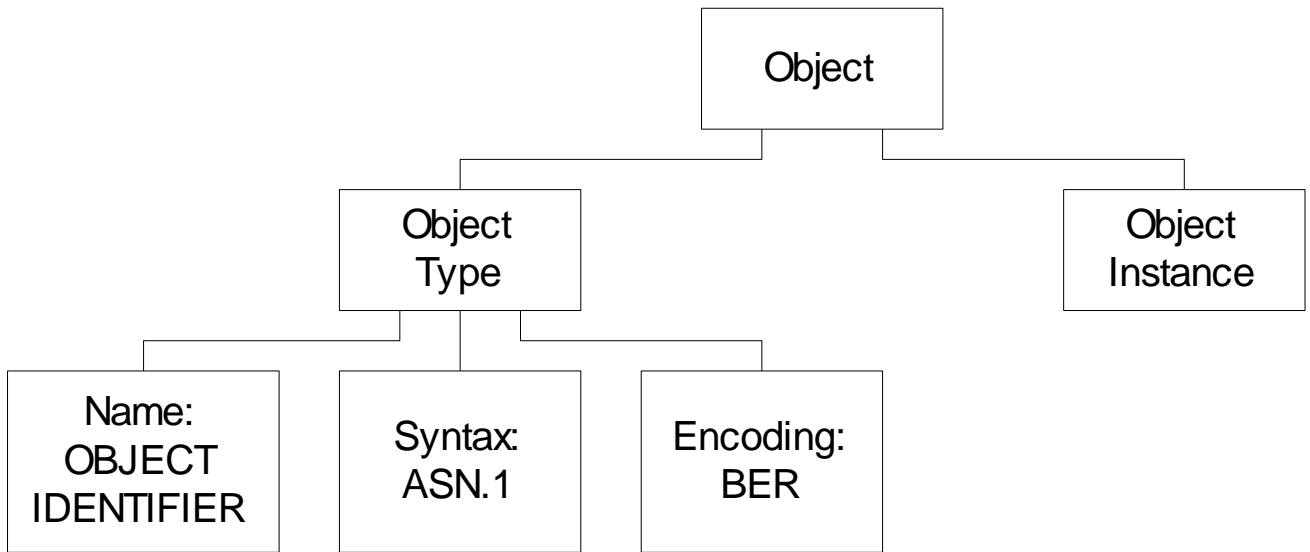 Object
Object
Type
Object
Instance
Name:
OBJECT
IDENTIFIER
Syntax:
ASN.1
Encoding:
BER